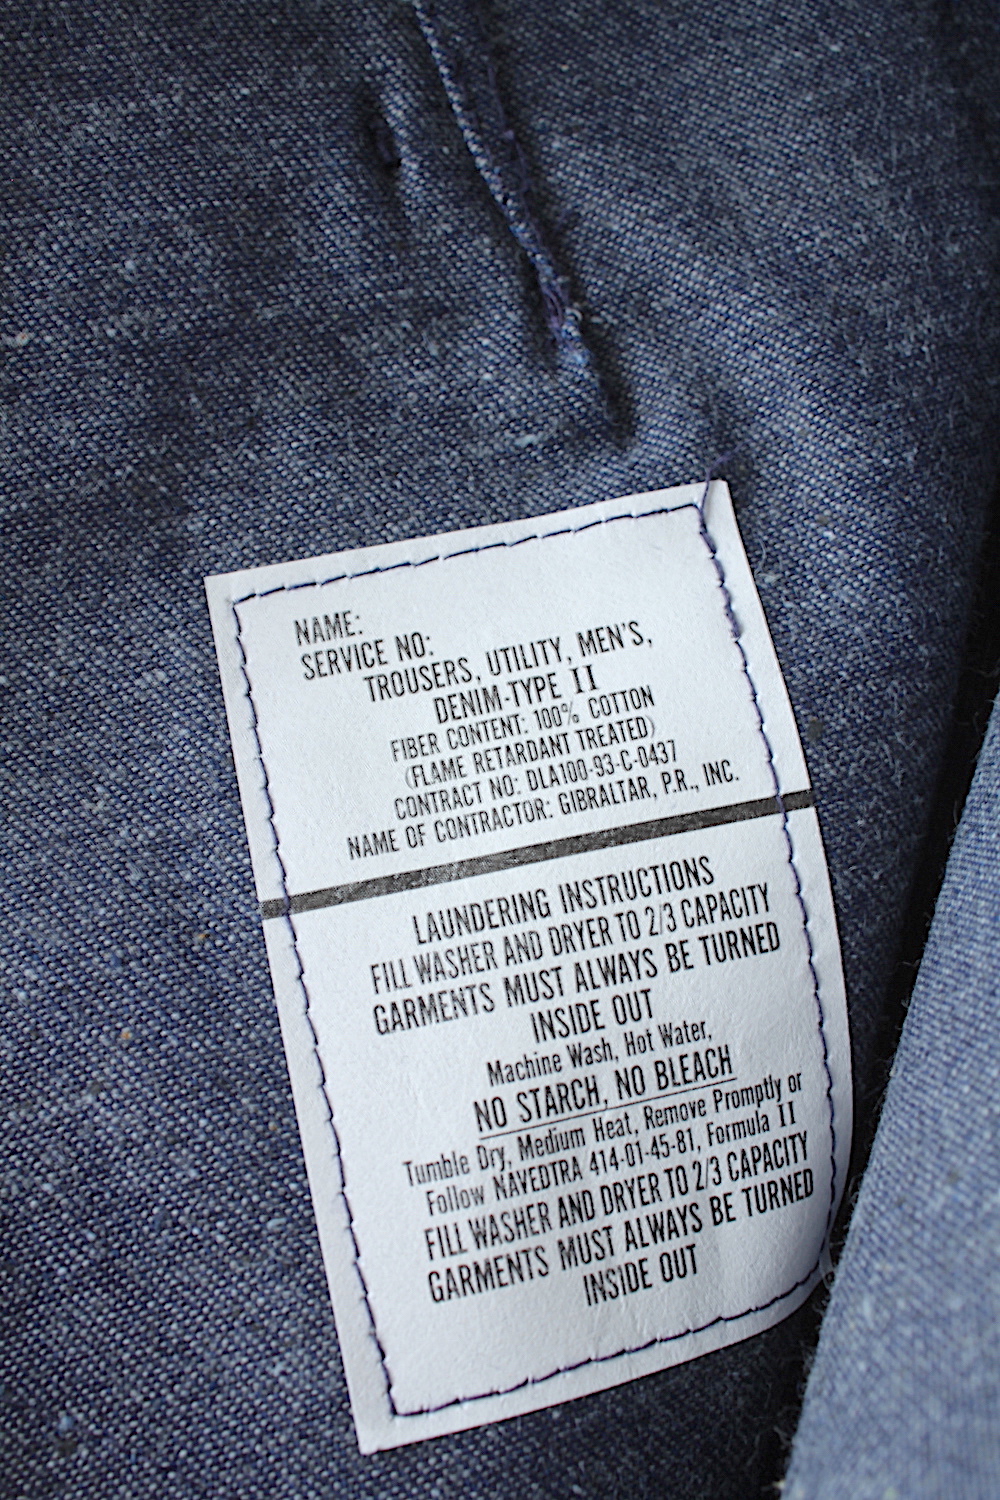 NAME:
SERVICE NO:
TROUSERS, UTILITY, MEN'S,
DENIM-TYPE II
FIBER CONTENT: 100% COTTON
(FLAME RETARDANT TREATED)
CONTRACT NO: DLA100-93-C-0437
NAME OF CONTRACTOR: GIBRALTAR, P.R., INC.
LAUNDERING INSTRUCTIONS
FILL WASHER AND DRYER TO 2/3 CAPACITY
GARMENTS MUST ALWAYS BE TURNED
INSIDE OUT
Machine Wash, Hot Water,
NO STARCH, NO BLEACH
Tumble Dry, Medium Heat, Remove Promptly or
Follow NAVEDTRA 414-01-45-81, Formula II
FILL WASHER AND DRYER TO 2/3 CAPACITY
GARMENTS MUST ALWAYS BE TURNED
INSIDE OUT